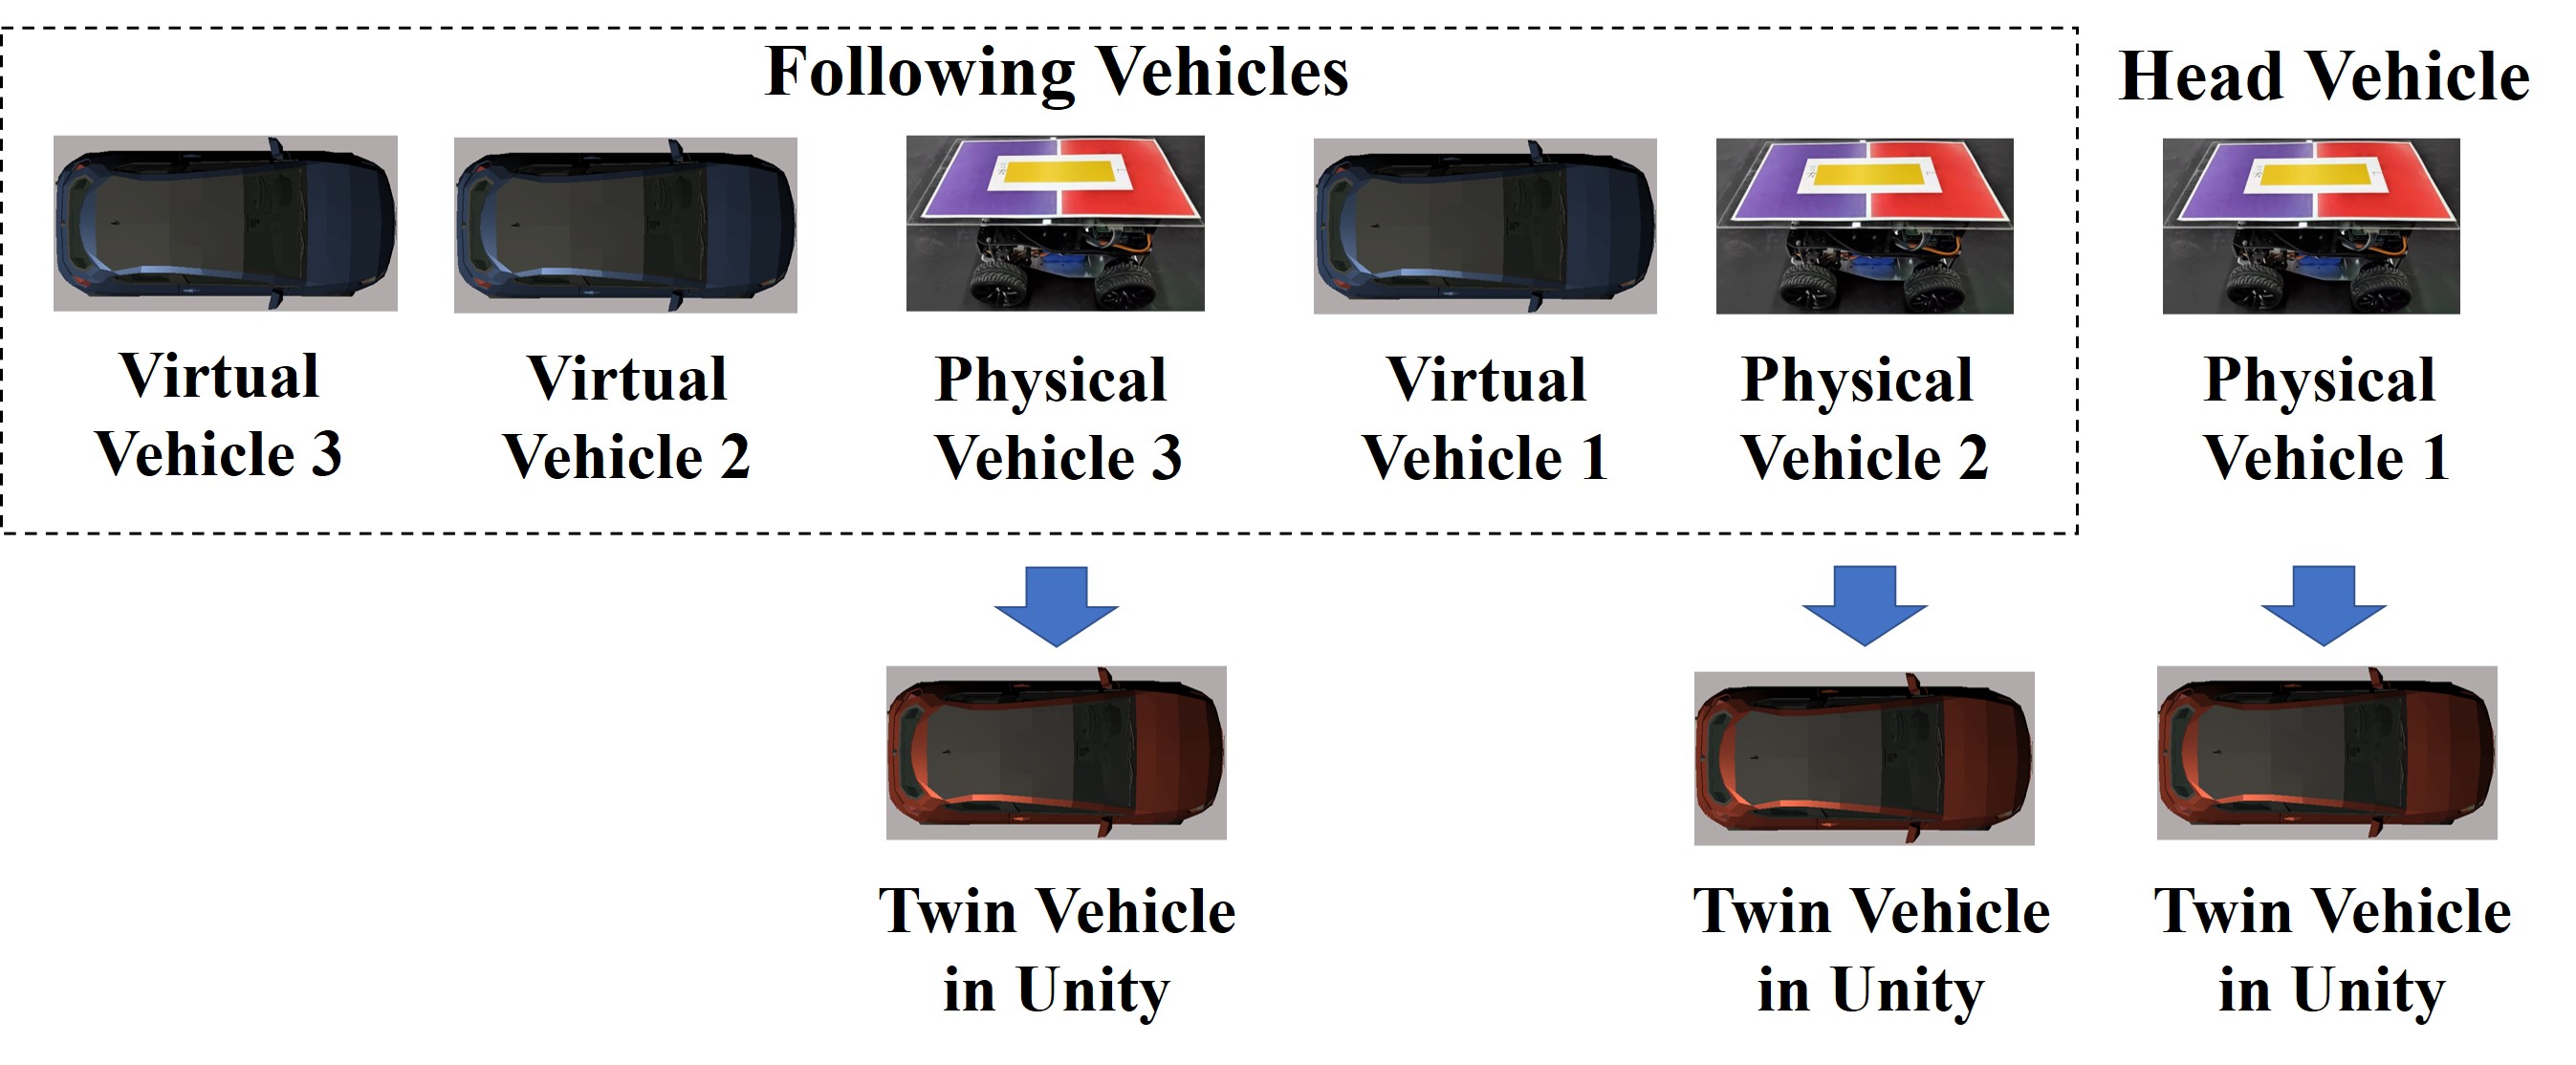 Following Vehicles
Head Vehicle
Virtual
Vehicle 3
Virtual
Vehicle 2
Physical
Vehicle 3
Virtual
Vehicle 1
Physical
Vehicle 2
Physical
Vehicle 1
Twin Vehicle
in Unity
Twin Vehicle
in Unity
Twin Vehicle
in Unity